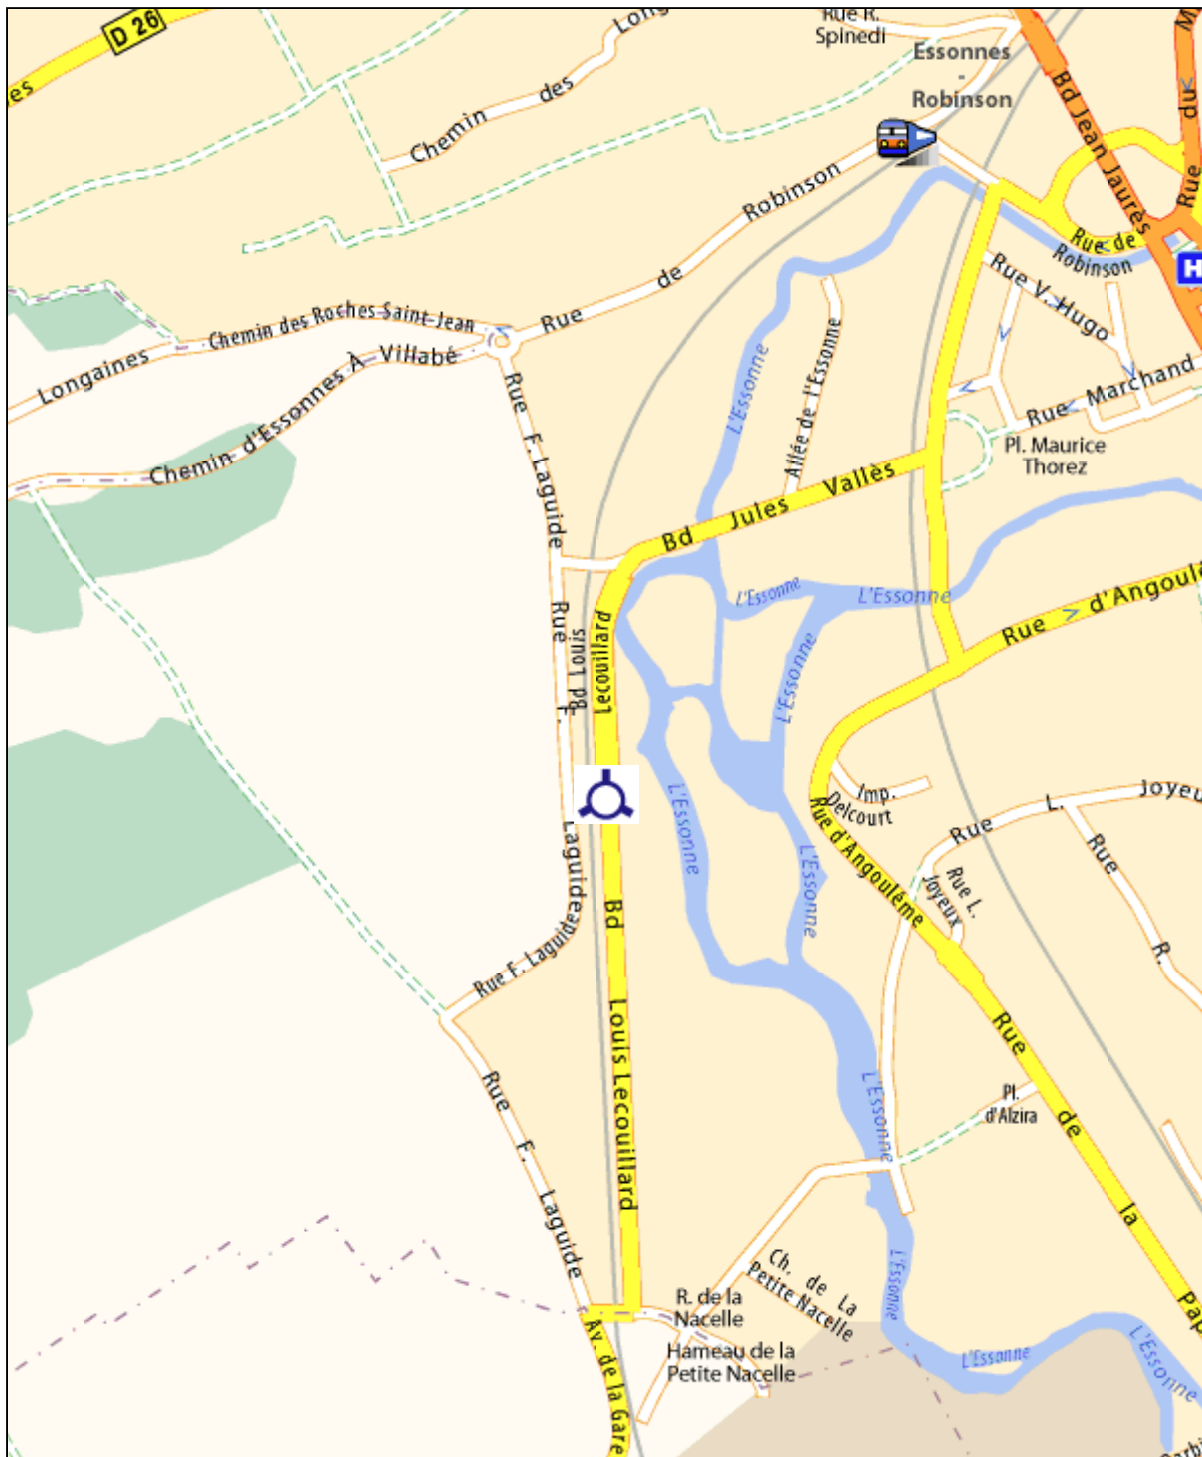 D 26
es
Long
Chemin des
Rue R.
Spinedi
Essonnes
-
Robinson
Bd Jean Jaurès
Rue du M
H
Rue de Robinson
Rue de
Robinson
Rue V. Hugo
Rue Marchand
Pl. Maurice
Thorez
Longaines
Chemin des Roches Saint-Jean
Chemin d'Essonnes À Villabé
Rue F. Laguide
L'Essonne
Allée de l'Essonne
Bd Jules Vallès
L'Essonne
L'Essonne
Rue d'Angoulê
Rue F. Laguide
Bd Louis
Lecouillard
L'Essonne
L'Essonne
L'Essonne
Imp.
Delcourt
Rue d'Angoulême
Rue L. Joyeu
Rue L.
Joyeux
Rue R.
Rue F. Laguide
Bd Louis Lecouillard
Rue F. Laguide
L'Essonne
Rue de la Pap
Pl.
d'Alzira
Ch. de La
Petite Nacelle
R. de la
Nacelle
Hameau de la
Petite Nacelle
Av. de la Gare
L'Essonne
L'Essonne
L'Essonne